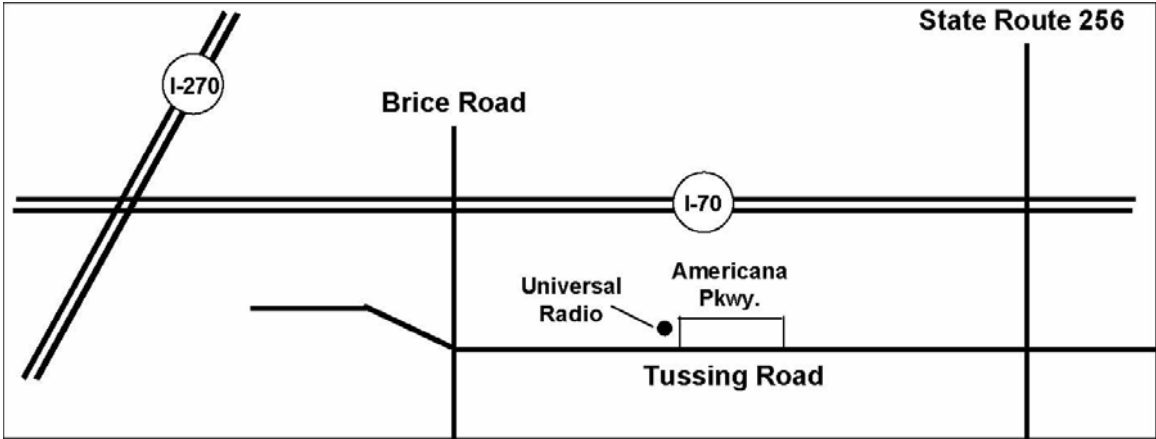 State Route 256
I-270
Brice Road
I-70
Americana
Pkwy.
Universal
Radio
Tussing Road